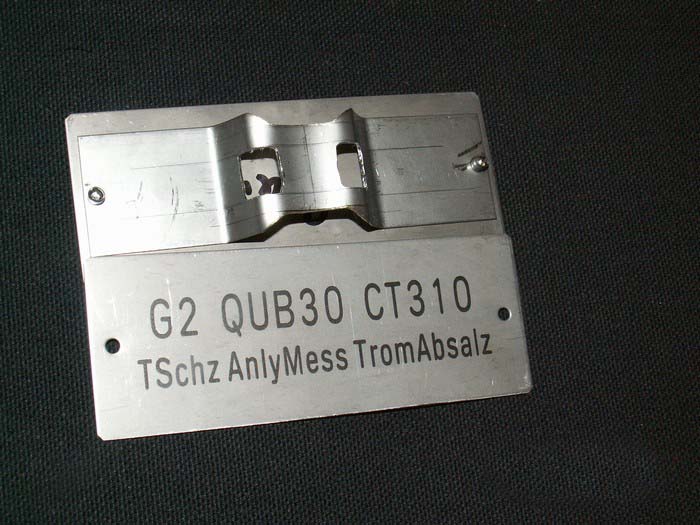 G2 QUB30 CT310
TSchz AnlyMess TromAbsalz